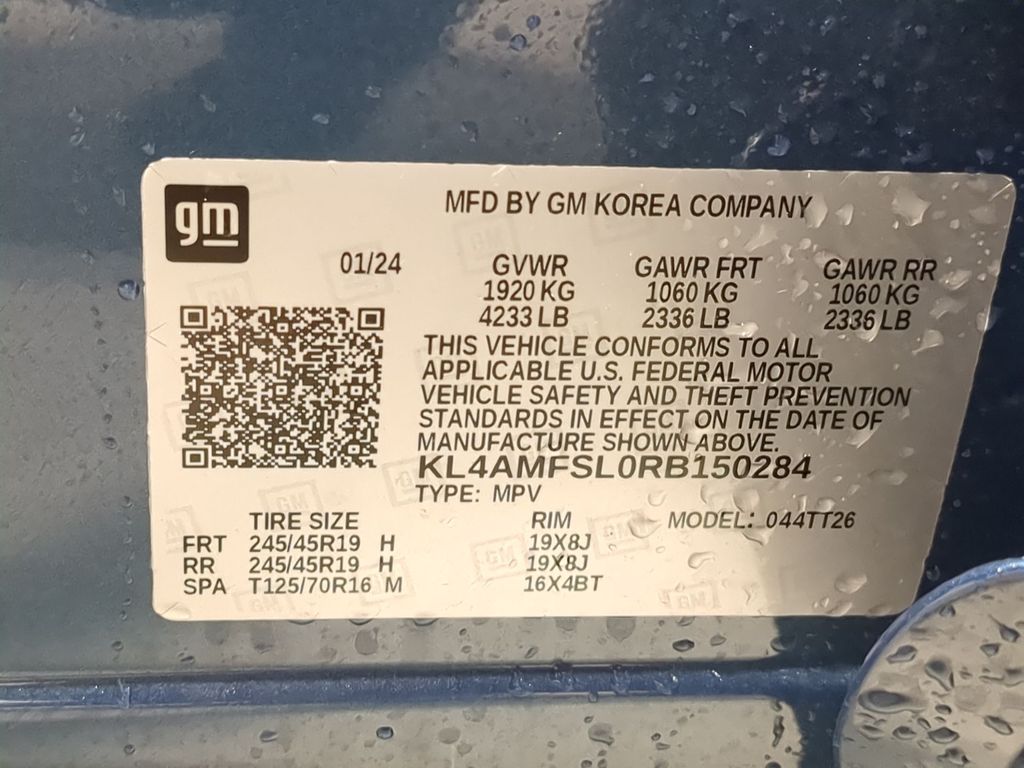 gm
MFD BY GM KOREA COMPANY
01/24 GVWR GAWR FRT GAWR RR
1920 KG 1060 KG 1060 KG
4233 LB 2336 LB 2336 LB
THIS VEHICLE CONFORMS TO ALL
APPLICABLE U.S. FEDERAL MOTOR
VEHICLE SAFETY AND THEFT PREVENTION
STANDARDS IN EFFECT ON THE DATE OF
MANUFACTURE SHOWN ABOVE.
KL4AMFSL0RB150284
TYPE: MPV
TIRE SIZE RIM MODEL: 044TT26
FRT 245/45R19 H 19X8J
RR 245/45R19 H 19X8J
SPA T125/70R16 M 16X4BT